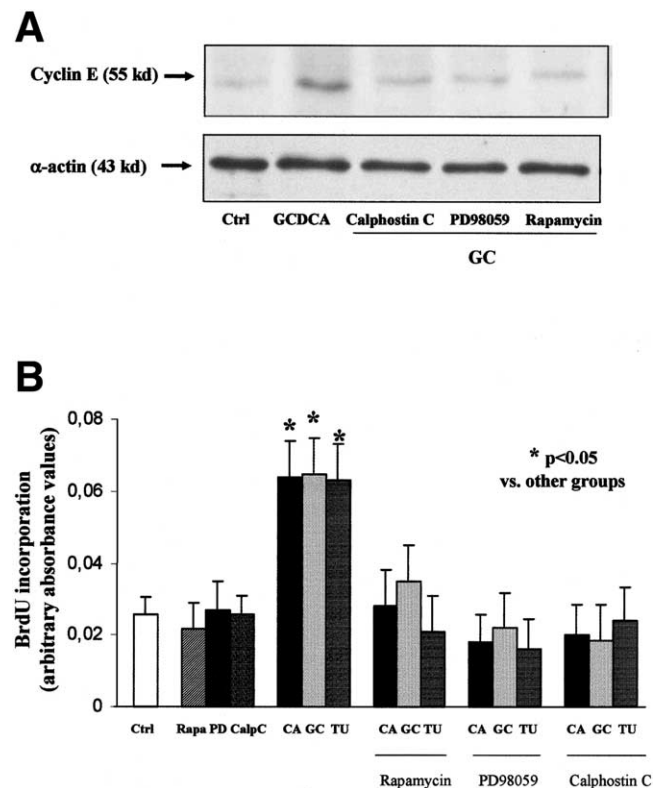 A
Cyclin E (55 kd)
α-actin (43 kd)
Ctrl GCDCA Calphostin C PD98059 Rapamycin
GC
B
BrdU incorporation
(arbitrary absorbance values)
0,08
0,06
0,04
0,02
0
* * *
* p<0.05
vs. other groups
Ctrl Rapa PD CalpC CA GC TU CA GC TU CA GC TU CA GC TU
Rapamycin PD98059 Calphostin C